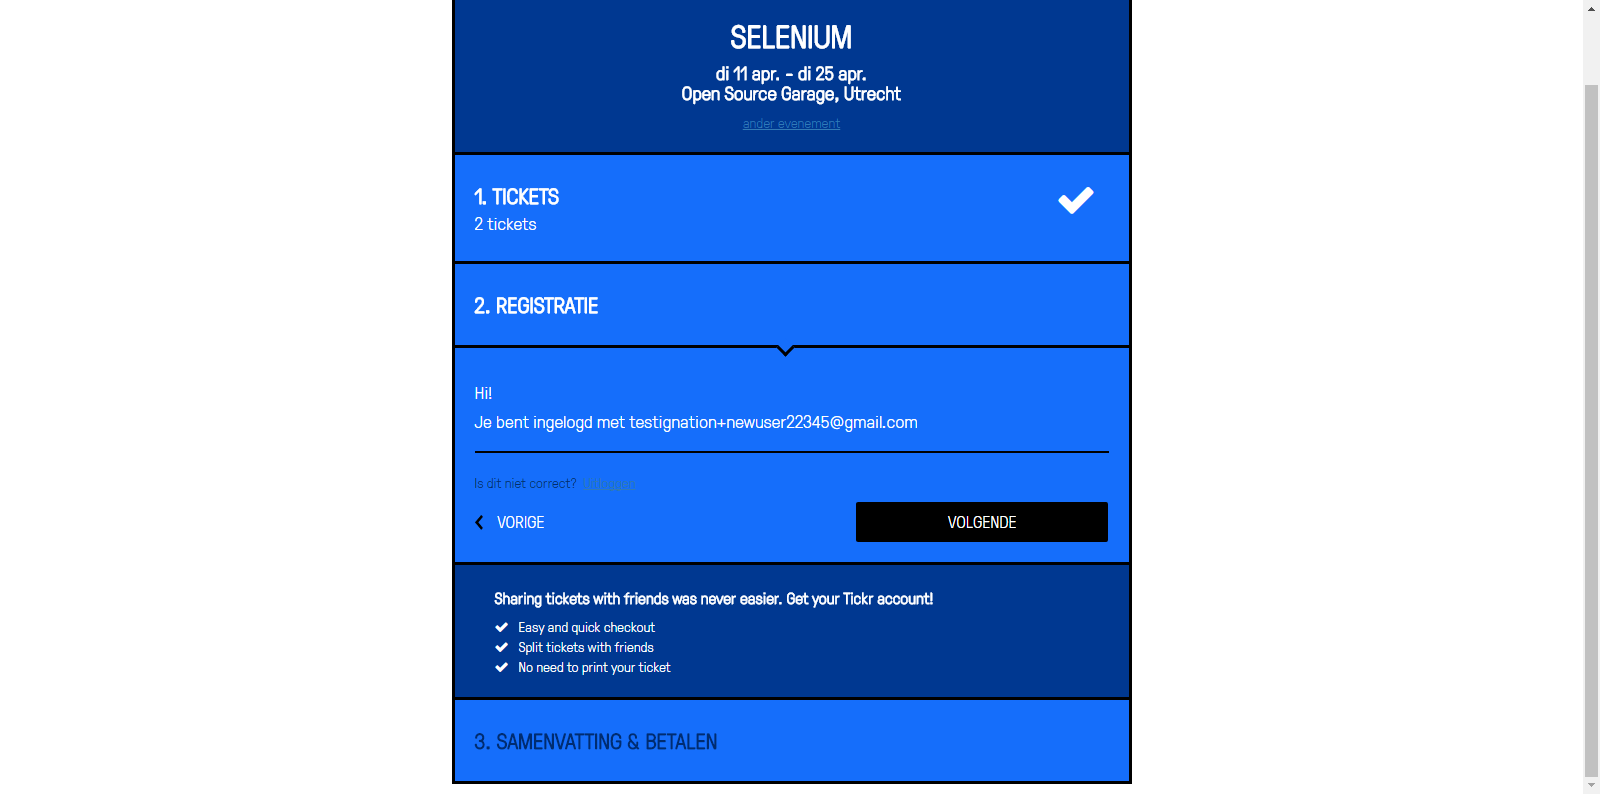 SELENIUM
di 11 apr. - di 25 apr.
Open Source Garage, Utrecht
ander evenement
1. TICKETS
2 tickets
2. REGISTRATIE
Hi!
Je bent ingelogd met testignation+newuser22345@gmail.com
Is dit niet correct?
VORIGE
VOLGENDE
Sharing tickets with friends was never easier. Get your Tickr account!
Easy and quick checkout
Split tickets with friends
No need to print your ticket
3. SAMENVATTING & BETALEN